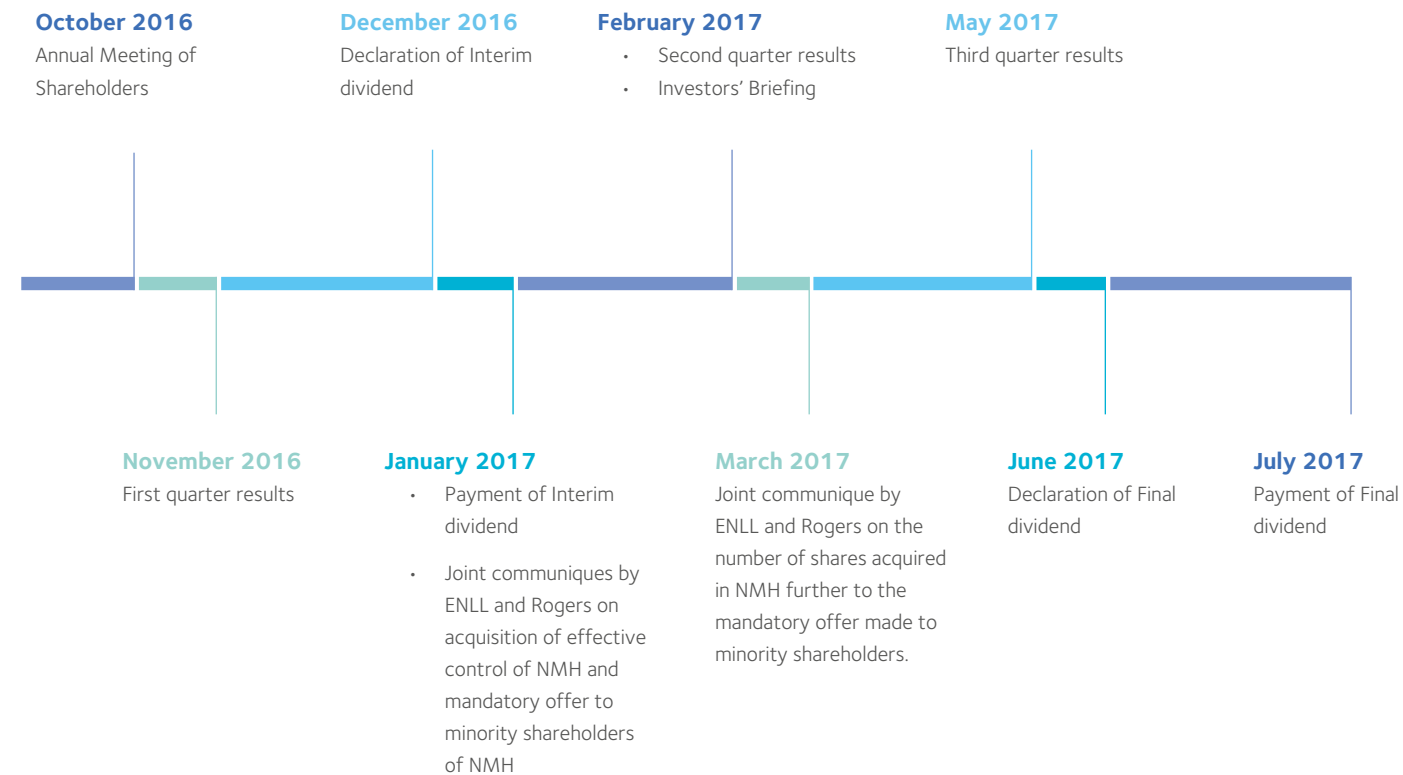 October 2016
Annual Meeting of
Shareholders
December 2016
Declaration of Interim
dividend
February 2017
• Second quarter results
• Investors’ Briefing
May 2017
Third quarter results
November 2016
First quarter results
January 2017
• Payment of Interim
dividend
• Joint communiques by
ENLL and Rogers on
acquisition of effective
control of NMH and
mandatory offer to
minority shareholders
of NMH
March 2017
Joint communique by
ENLL and Rogers on the
number of shares acquired
in NMH further to the
mandatory offer made to
minority shareholders.
June 2017
Declaration of Final
dividend
July 2017
Payment of Final
dividend